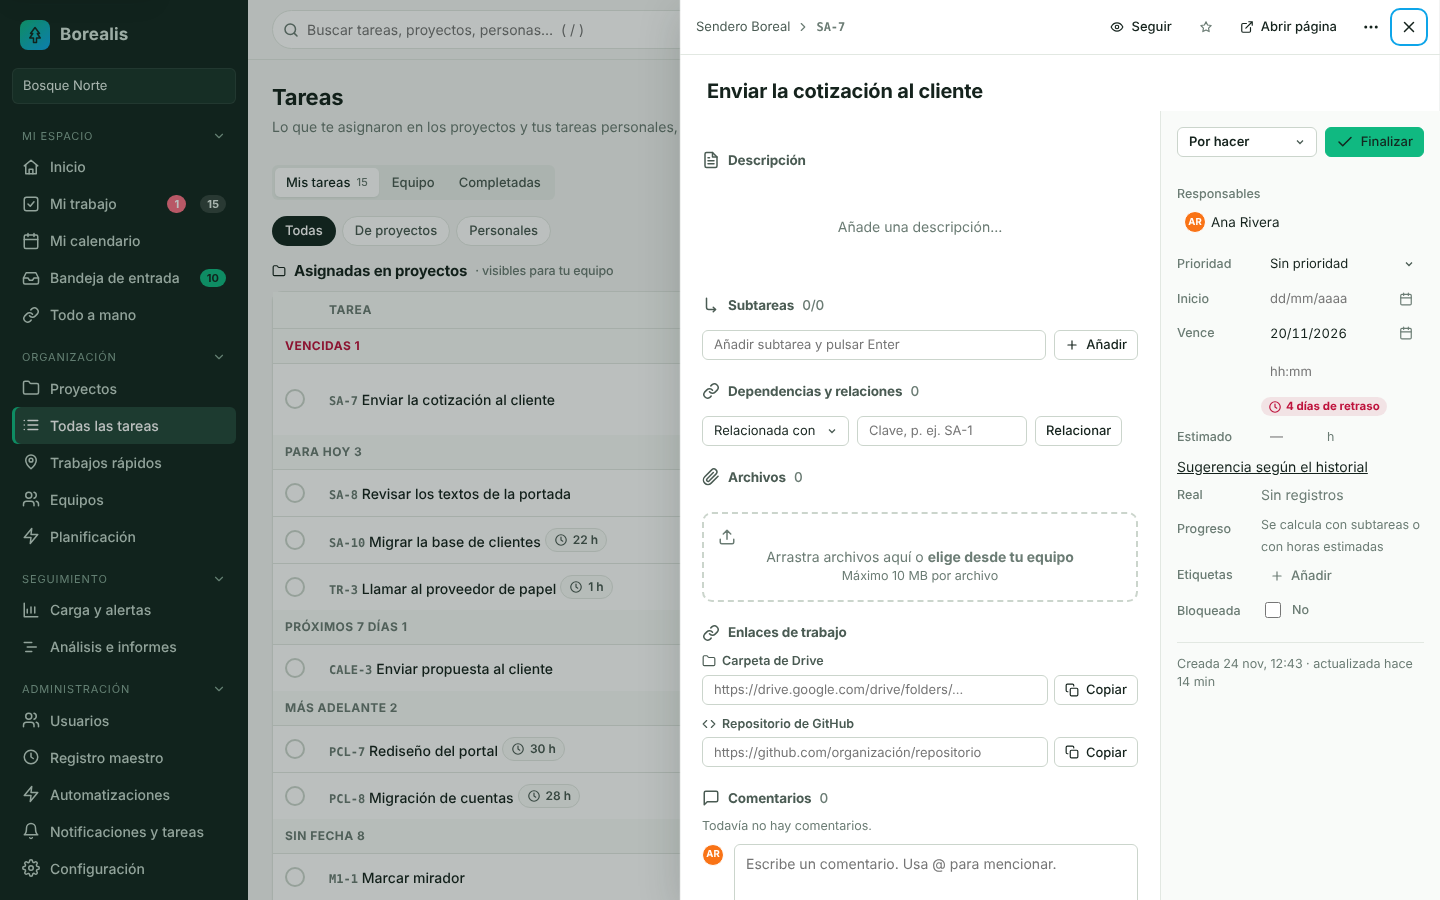 Borealis
Bosque Norte
MI ESPACIO
Inicio
Mi trabajo 1 15
Mi calendario
Bandeja de entrada 10
Todo a mano
ORGANIZACIÓN
Proyectos
Todas las tareas
Trabajos rápidos
Equipos
Planificación
SEGUIMIENTO
Carga y alertas
Análisis e informes
ADMINISTRACIÓN
Usuarios
Registro maestro
Automatizaciones
Notificaciones y tareas
Configuración
Buscar tareas, proyectos, personas... ( / )
Tareas
Lo que te asignaron en los proyectos y tus tareas personales,
Mis tareas 15 Equipo Completadas
Todas De proyectos Personales
Asignadas en proyectos · visibles para tu equipo
TAREA
VENCIDAS 1
SA-7 Enviar la cotización al cliente
PARA HOY 3
SA-8 Revisar los textos de la portada
SA-10 Migrar la base de clientes 22 h
TR-3 Llamar al proveedor de papel 1 h
PRÓXIMOS 7 DÍAS 1
CALE-3 Enviar propuesta al cliente
MÁS ADELANTE 2
PCL-7 Rediseño del portal 30 h
PCL-8 Migración de cuentas 28 h
SIN FECHA 8
M1-1 Marcar mirador
Sendero Boreal > SA-7
Seguir
Abrir página
Enviar la cotización al cliente
Descripción
Añade una descripción...
Subtareas 0/0
Añadir subtarea y pulsar Enter
Añadir
Dependencias y relaciones 0
Relacionada con
Clave, p. ej. SA-1
Relacionar
Archivos 0
Arrastra archivos aquí o elige desde tu equipo
Máximo 10 MB por archivo
Enlaces de trabajo
Carpeta de Drive
https://drive.google.com/drive/folders/...
Copiar
Repositorio de GitHub
https://github.com/organización/repositorio
Copiar
Comentarios 0
Todavía no hay comentarios.
AR
Escribe un comentario. Usa @ para mencionar.
Por hacer
Finalizar
Responsables
AR Ana Rivera
Prioridad Sin prioridad
Inicio dd/mm/aaaa
Vence 20/11/2026
hh:mm
4 días de retraso
Estimado — h
Sugerencia según el historial
Real Sin registros
Progreso Se calcula con subtareas o
con horas estimadas
Etiquetas Añadir
Bloqueada No
Creada 24 nov, 12:43 · actualizada hace
14 min